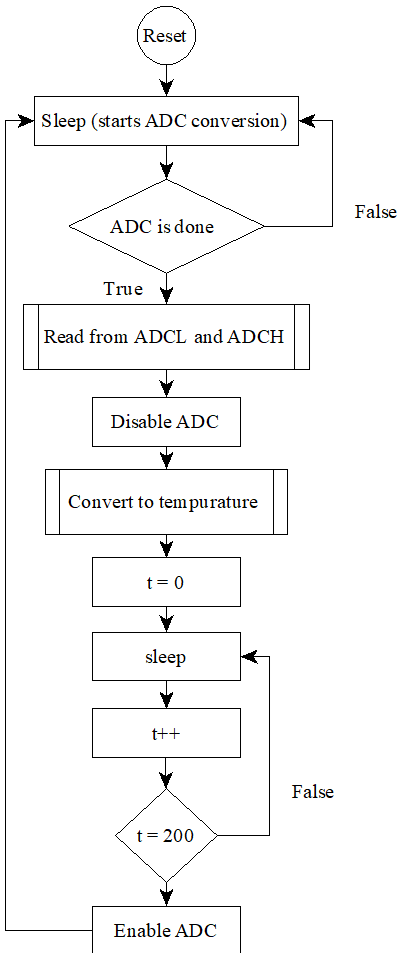 Reset
Sleep (starts ADC conversion)
False
ADC is done
True
Read from ADCL and ADCH
Disable ADC
Convert to tempurature
t = 0
sleep
t++
False
t = 200
Enable ADC